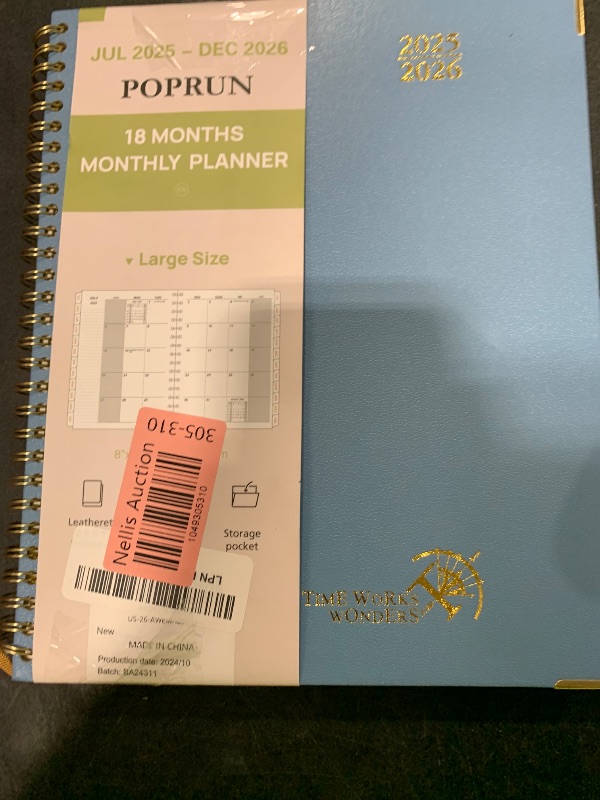 JUL 2025 – DEC 2026
POPRUN
18 MONTHS
MONTHLY PLANNER
▼ Large Size
305-310
Nellis Auction
1049305310
Leatheret
Storage
pocket
LPN
New
MADE IN CHINA
Production date: 2024/10
Batch: BA24311
2025
2026
TIME WORKS
WONDERS